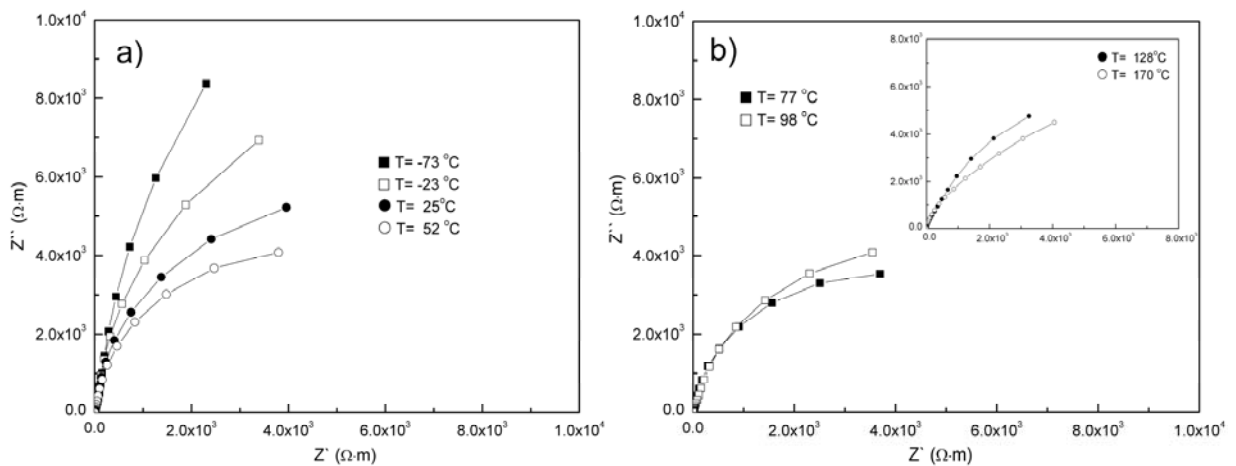 a)
1.0x10⁴
8.0x10³
6.0x10³
4.0x10³
2.0x10³
0.0
Z`` (Ω·m)
T= -73 °C
T= -23 °C
T= 25°C
T= 52 °C
0.0 2.0x10³ 4.0x10³ 6.0x10³ 8.0x10³ 1.0x10⁴
Z` (Ω·m)
b)
1.0x10⁴
8.0x10³
6.0x10³
4.0x10³
2.0x10³
0.0
Z`` (Ω·m)
T= 77 °C
T= 98 °C
8.0x10³
6.0x10³
4.0x10³
2.0x10³
0.0
T= 128°C
T= 170 °C
0.0 2.0x10³ 4.0x10³ 6.0x10³ 8.0x10³
0.0 2.0x10³ 4.0x10³ 6.0x10³ 8.0x10³ 1.0x10⁴
Z` (Ω·m)